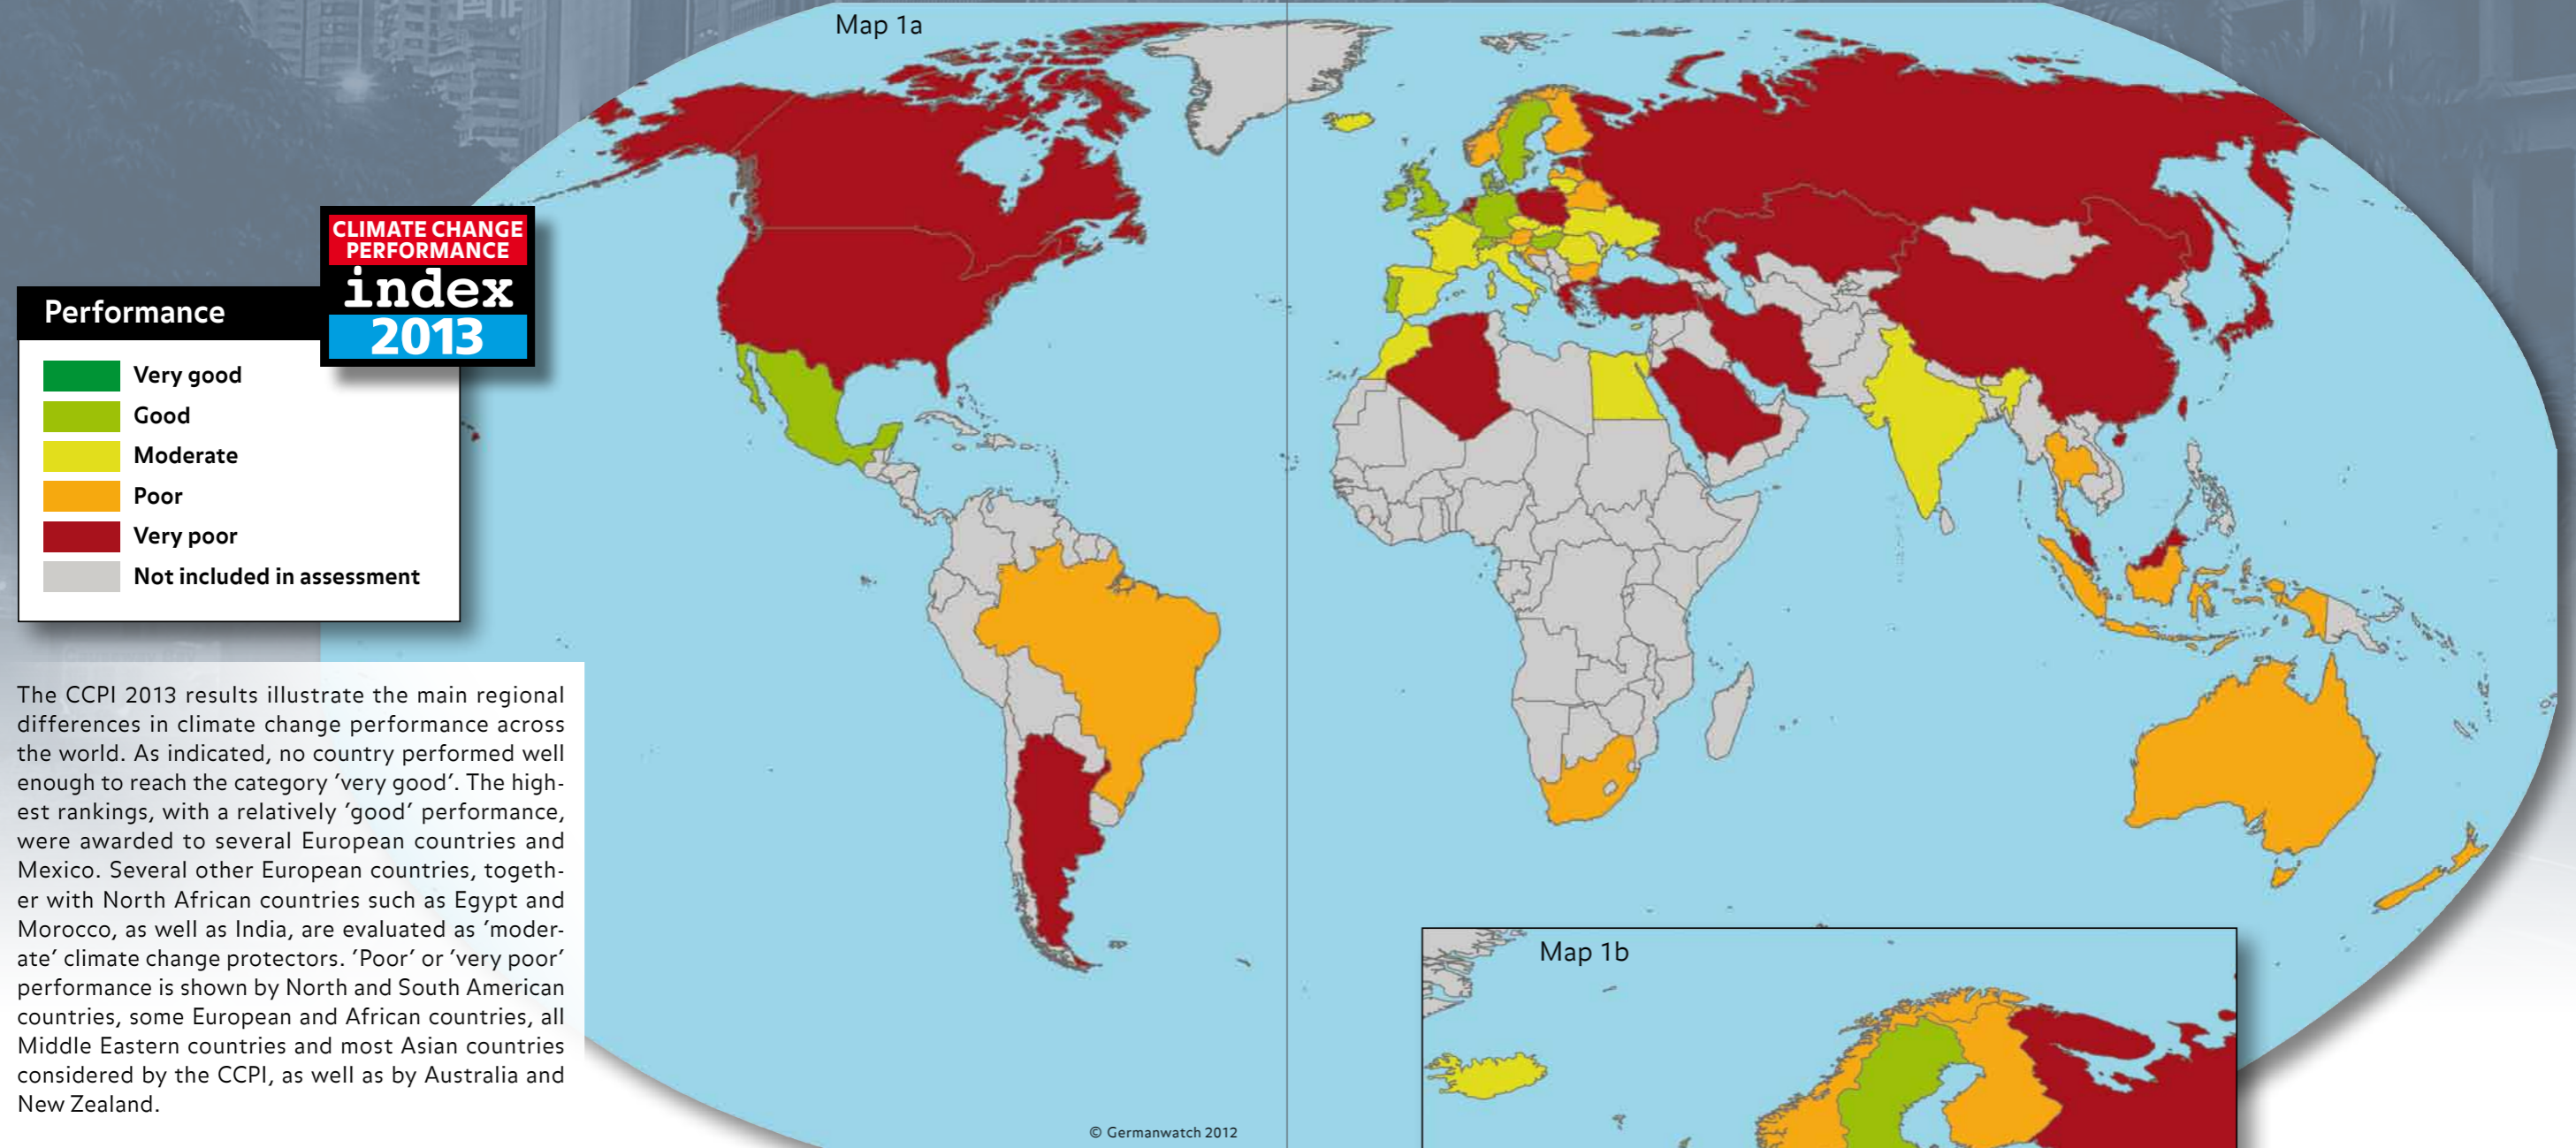 Map 1a
CLIMATE CHANGE
PERFORMANCE
index
2013
Performance
Very good
Good
Moderate
Poor
Very poor
Not included in assessment
The CCPI 2013 results illustrate the main regional
differences in climate change performance across
the world. As indicated, no country performed well
enough to reach the category ‘very good’. The high-
est rankings, with a relatively ‘good’ performance,
were awarded to several European countries and
Mexico. Several other European countries, togeth-
er with North African countries such as Egypt and
Morocco, as well as India, are evaluated as ‘moder-
ate’ climate change protectors. ‘Poor’ or ‘very poor’
performance is shown by North and South American
countries, some European and African countries, all
Middle Eastern countries and most Asian countries
considered by the CCPI, as well as by Australia and
New Zealand.
Map 1b
© Germanwatch 2012